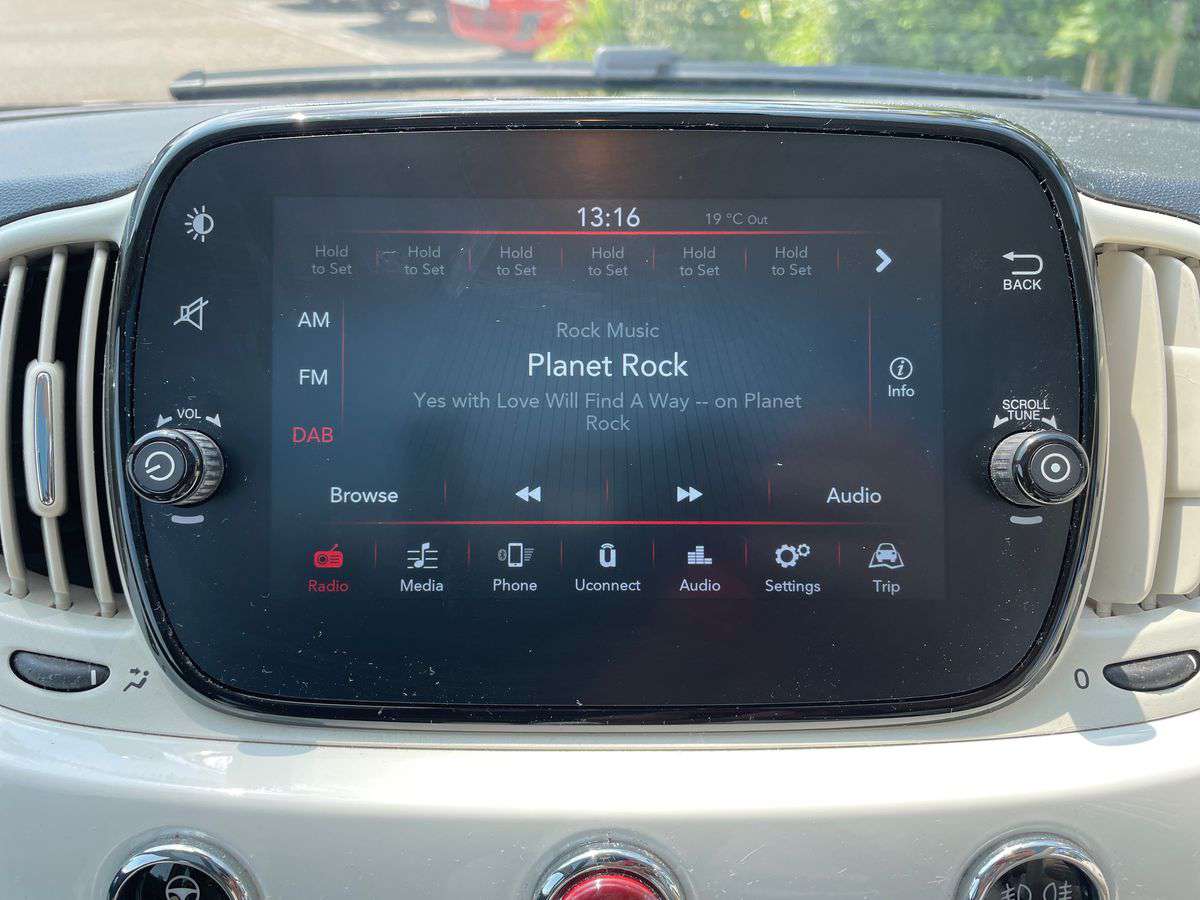 13:16
19 °C Out
Hold to Set
Hold to Set
Hold to Set
Hold to Set
Hold to Set
Hold to Set
BACK
AM
Rock Music
Planet Rock
FM
Info
Yes with Love Will Find A Way -- on Planet
Rock
VOL
SCROLL
TUNE
DAB
Browse
Audio
Radio
Media
Phone
Uconnect
Audio
Settings
Trip
0